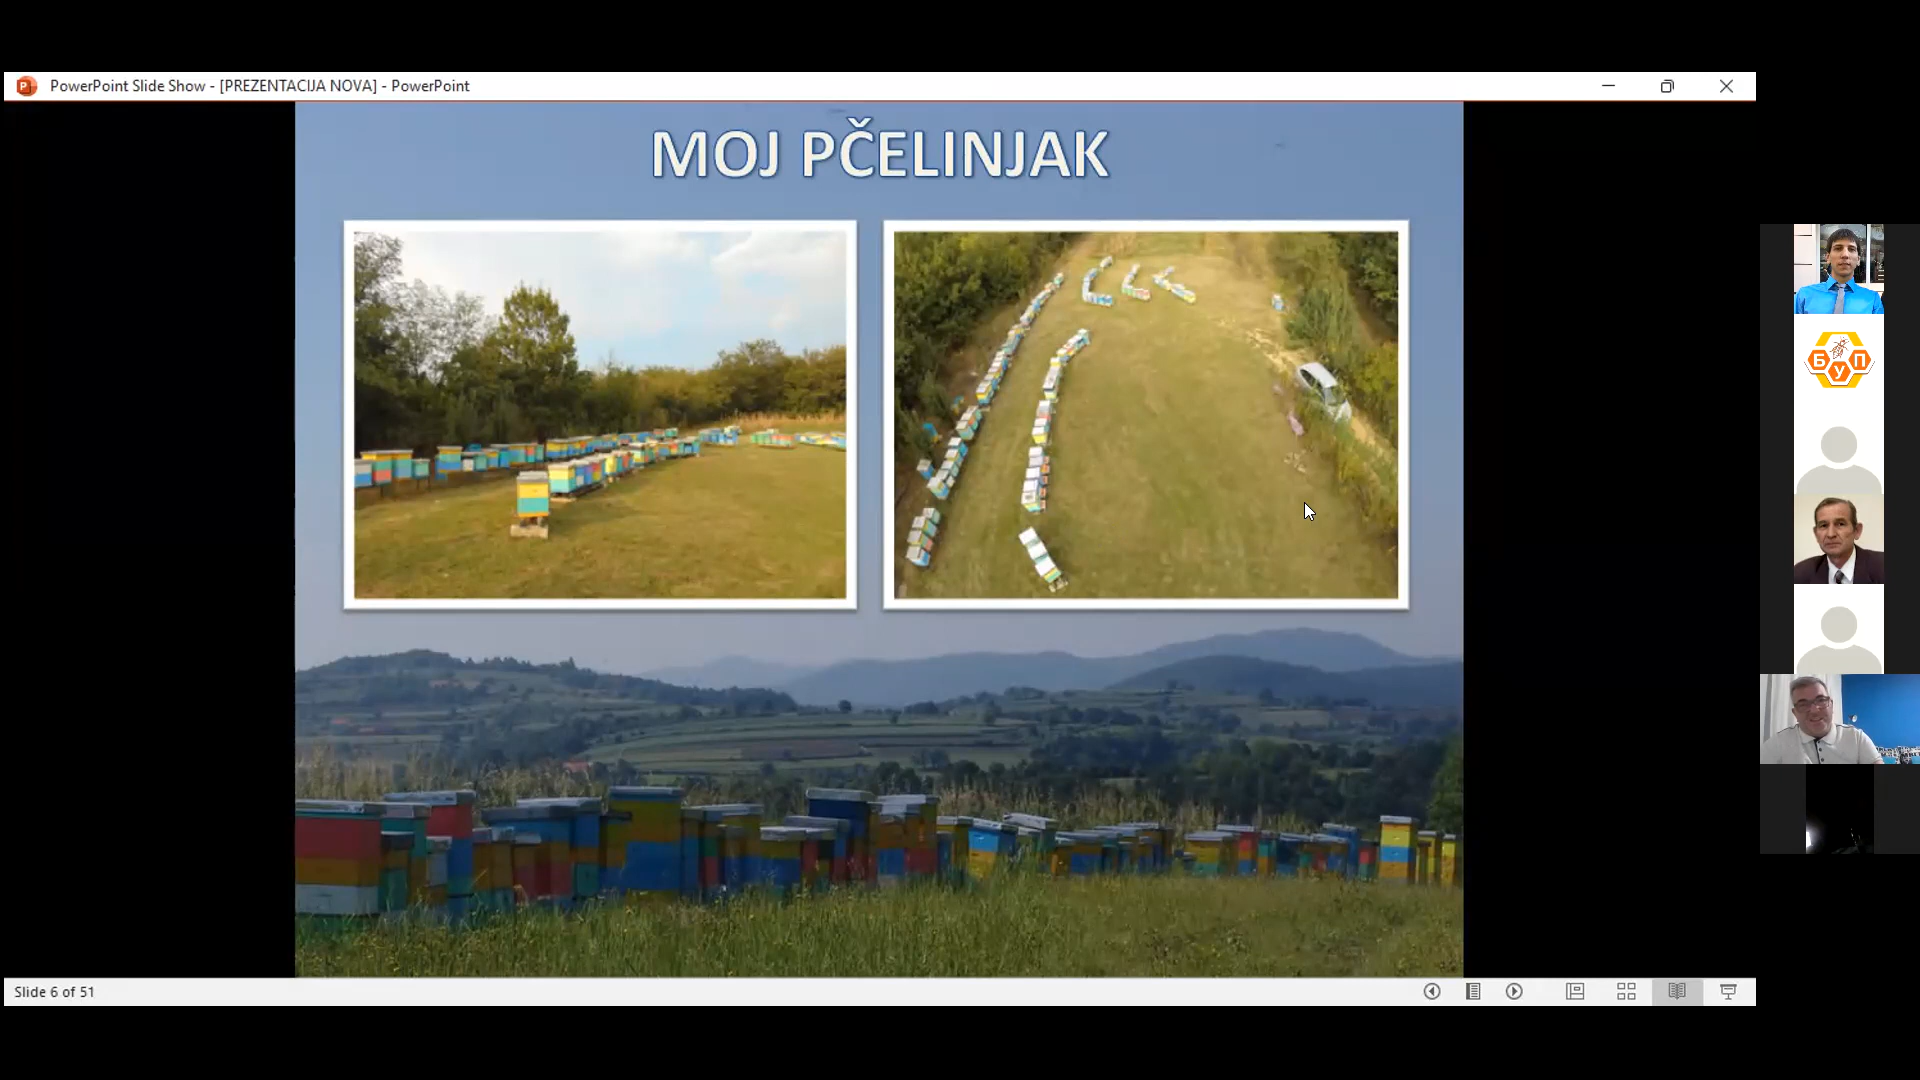 PowerPoint Slide Show - [PREZENTACIJA NOVA] - PowerPoint
MOJ PČELINJAK
Б У П
Slide 6 of 51